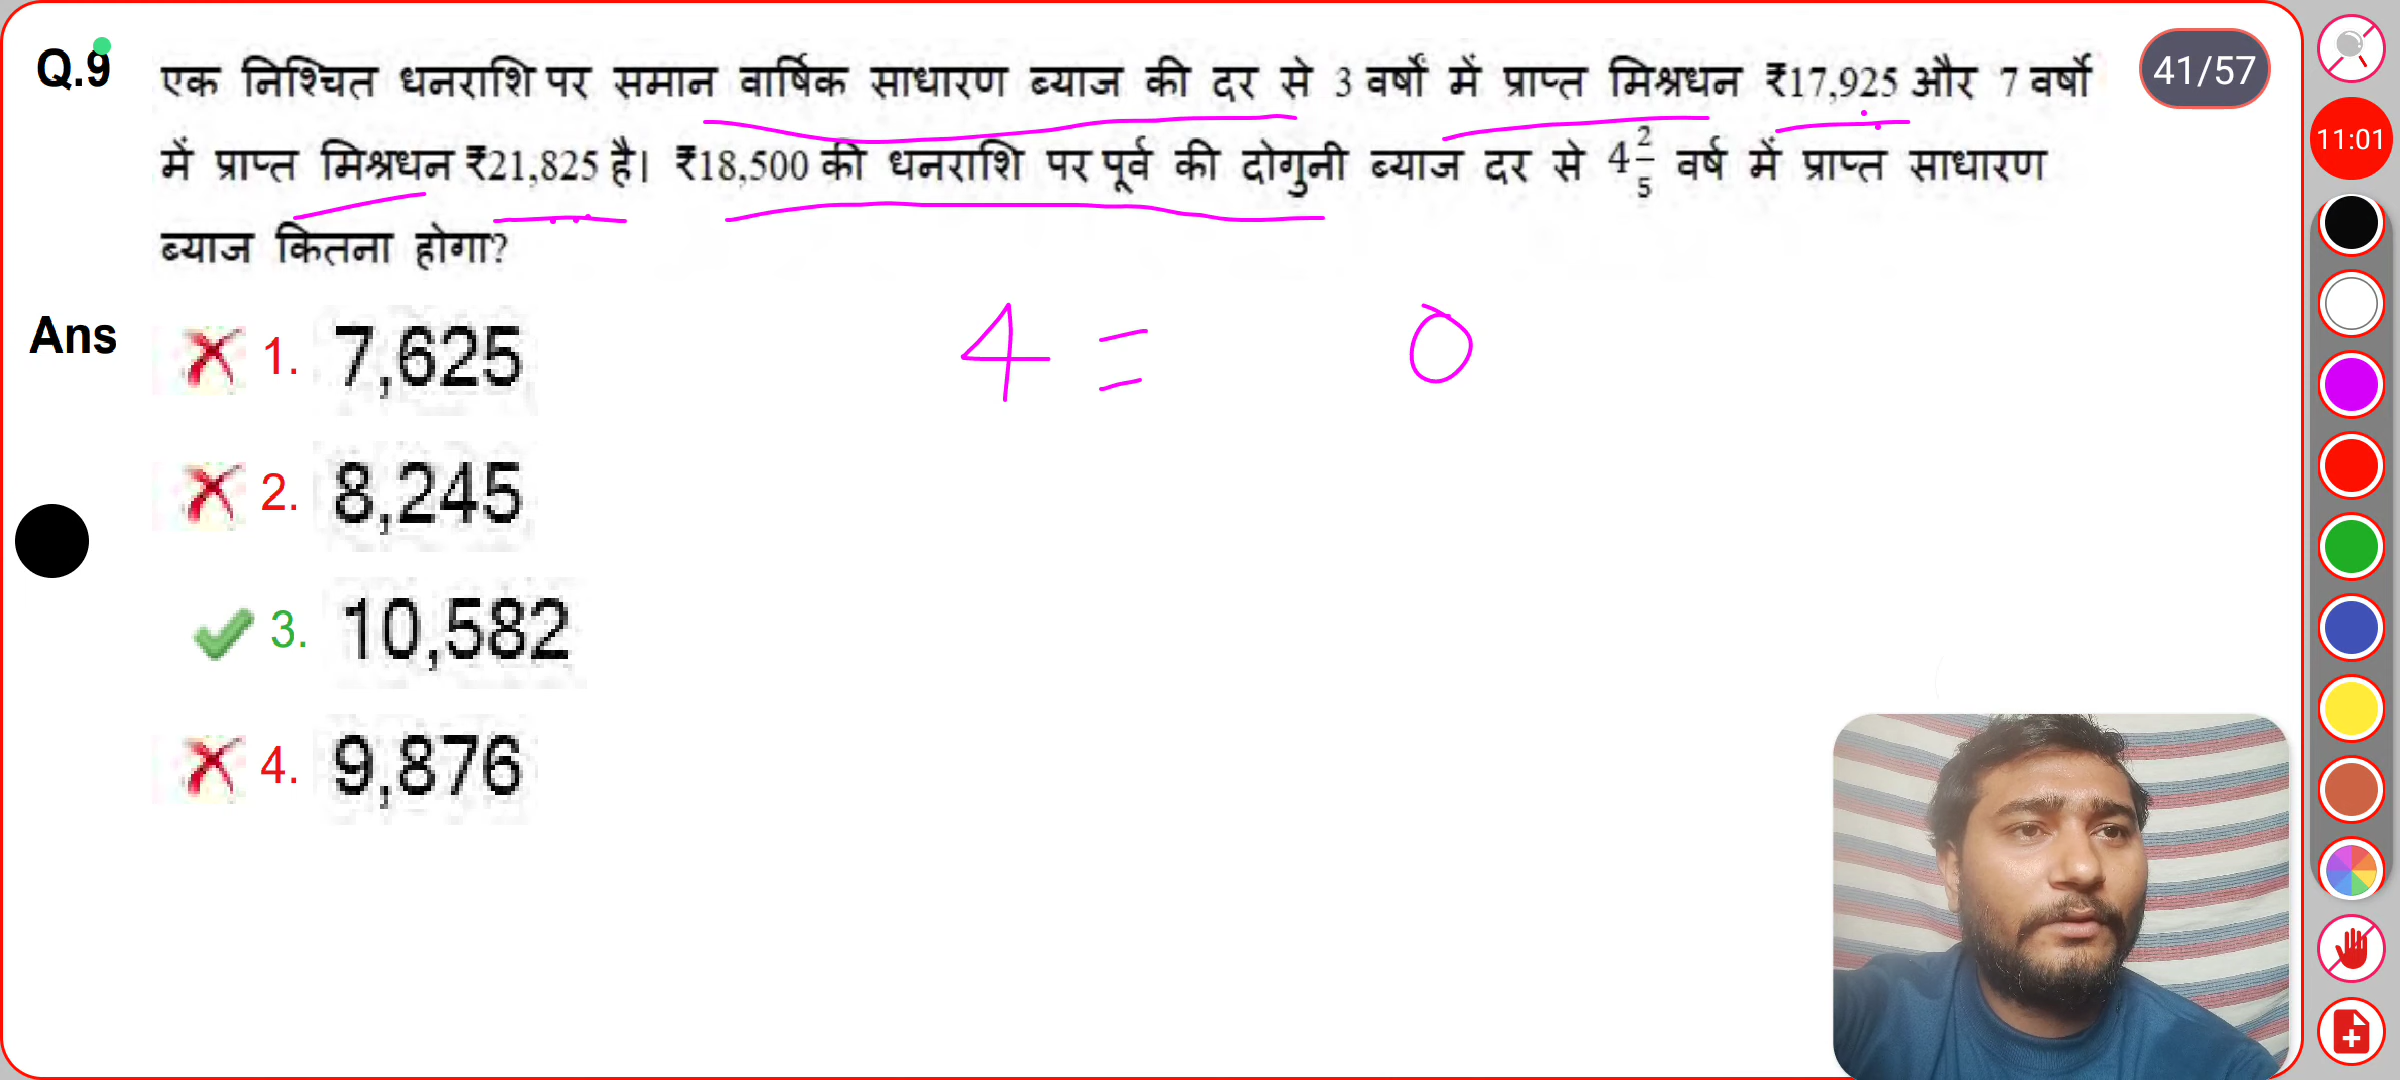 Q.9 एक निश्चित धनराशि पर समान वार्षिक साधारण ब्याज की दर से 3 वर्षों में प्राप्त मिश्रधन ₹17,925 और 7 वर्षो 41/57
11:01
में प्राप्त मिश्रधन ₹21,825 है। ₹18,500 की धनराशि पर पूर्व की दोगुनी ब्याज दर से 4 2/5 वर्ष में प्राप्त साधारण
ब्याज कितना होगा?
4 = 0
Ans 1. 7,625
2. 8,245
3. 10,582
4. 9,876